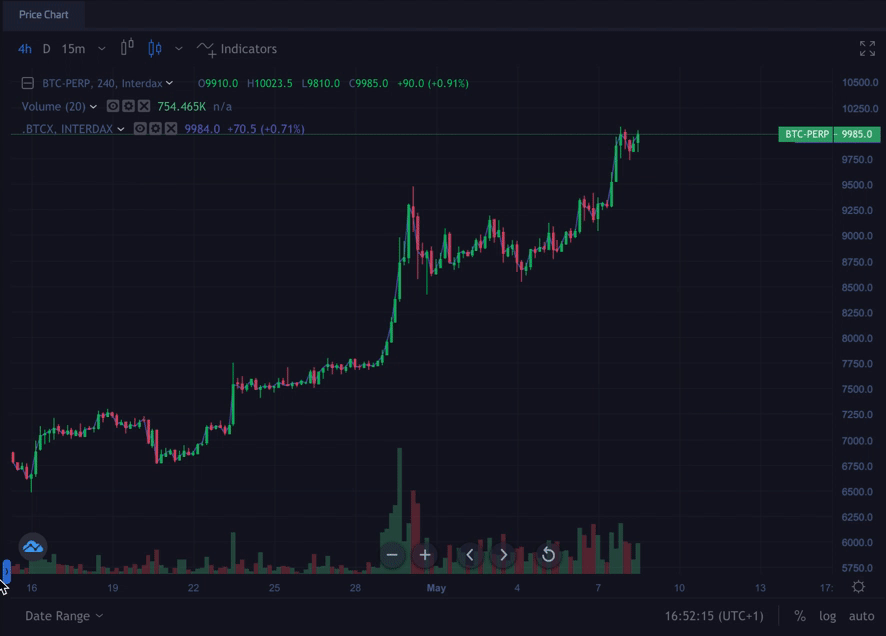 Price Chart
4h D 15m Indicators
BTC-PERP, 240, Interdax O9910.0 H10023.5 L9810.0 C9985.0 +90.0 (+0.91%)
Volume (20) 754.465K n/a
.BTCX, INTERDAX 9984.0 +70.5 (+0.71%)
10500.0
10250.0
BTC-PERP 9985.0
9750.0
9500.0
9250.0
9000.0
8750.0
8500.0
8250.0
8000.0
7750.0
7500.0
7250.0
7000.0
6750.0
6500.0
6250.0
6000.0
5750.0
16 19 22 25 28 May 4 7 10 13 17:
Date Range 16:52:15 (UTC+1) % log auto